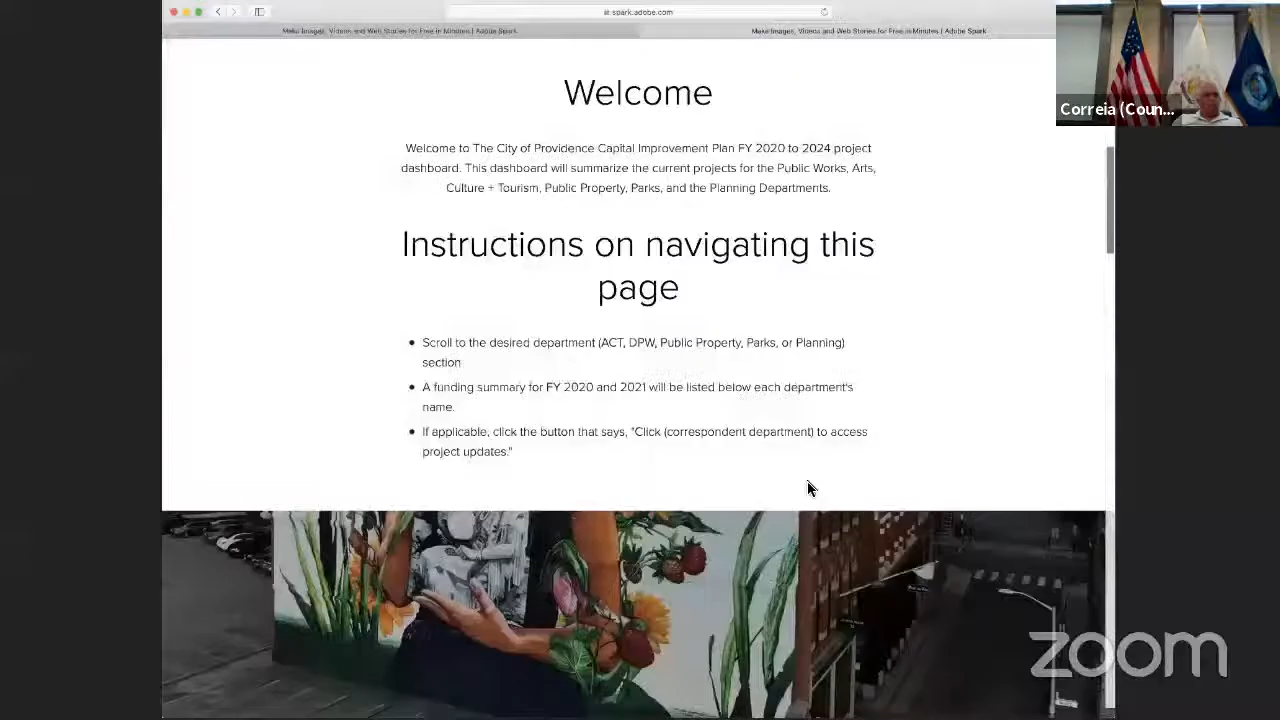 spark.adobe.com
Make Images, Videos and Web Stories for Free in Minutes | Adobe Spark
Make Images, Videos and Web Stories for Free in Minutes | Adobe Spark
Correia (Coun...
Welcome
Welcome to The City of Providence Capital Improvement Plan FY 2020 to 2024 project
dashboard. This dashboard will summarize the current projects for the Public Works, Arts,
Culture + Tourism, Public Property, Parks, and the Planning Departments.
Instructions on navigating this
page
• Scroll to the desired department (ACT, DPW, Public Property, Parks, or Planning)
section
• A funding summary for FY 2020 and 2021 will be listed below each department's
name.
• If applicable, click the button that says, "Click (correspondent department) to access
project updates."
zoom